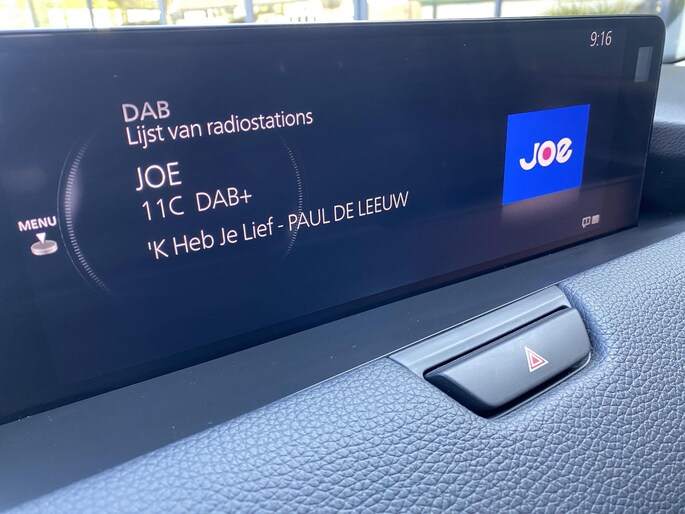 9:16
DAB
Lijst van radiostations
JOE
11C DAB+
'K Heb Je Lief - PAUL DE LEEUW
MENU
JOe